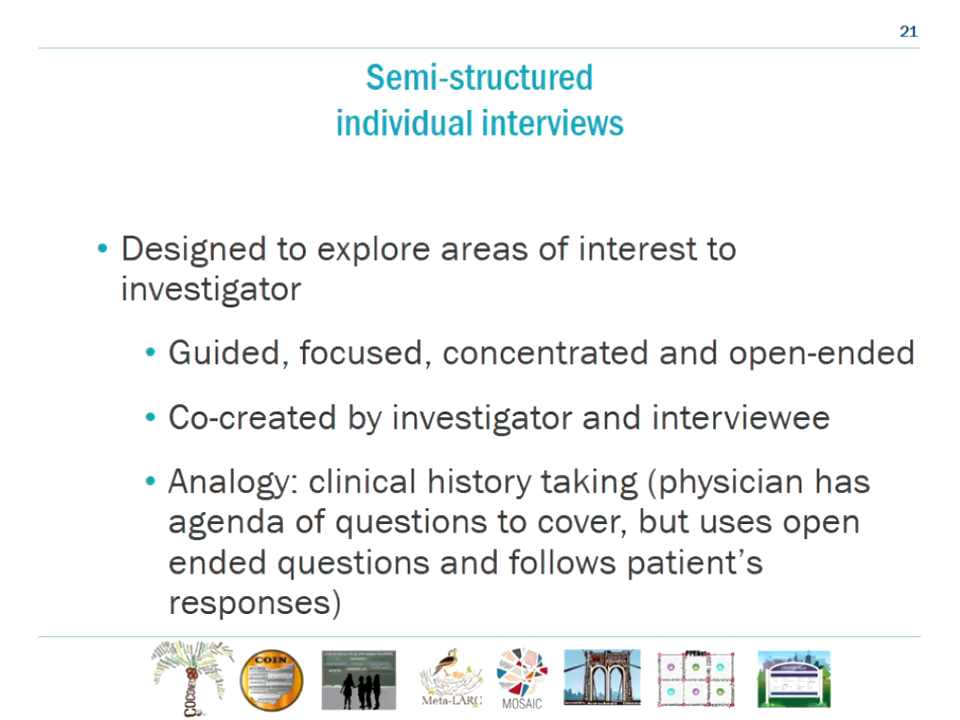 21
Semi-structured
individual interviews
• Designed to explore areas of interest to
investigator
• Guided, focused, concentrated and open-ended
• Co-created by investigator and interviewee
• Analogy: clinical history taking (physician has
agenda of questions to cover, but uses open
ended questions and follows patient's
responses)
COIN
Meta-LARC
MOSAIC